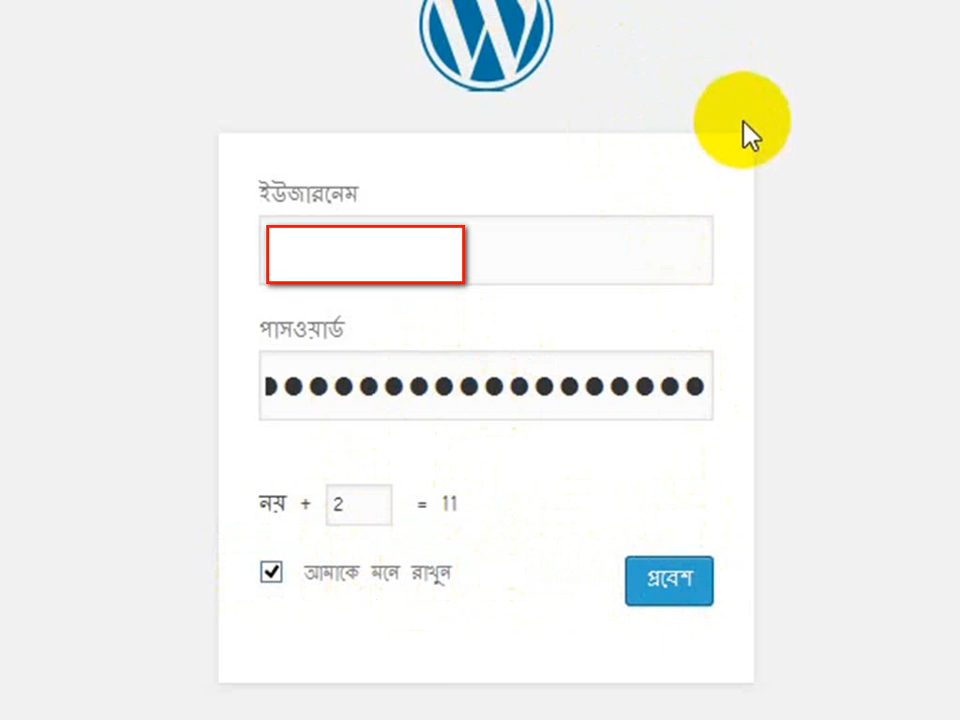 ইউজারনেম
পাসওয়ার্ড
নয় + 2 = 11
আমাকে মনে রাখুন
প্রবেশ